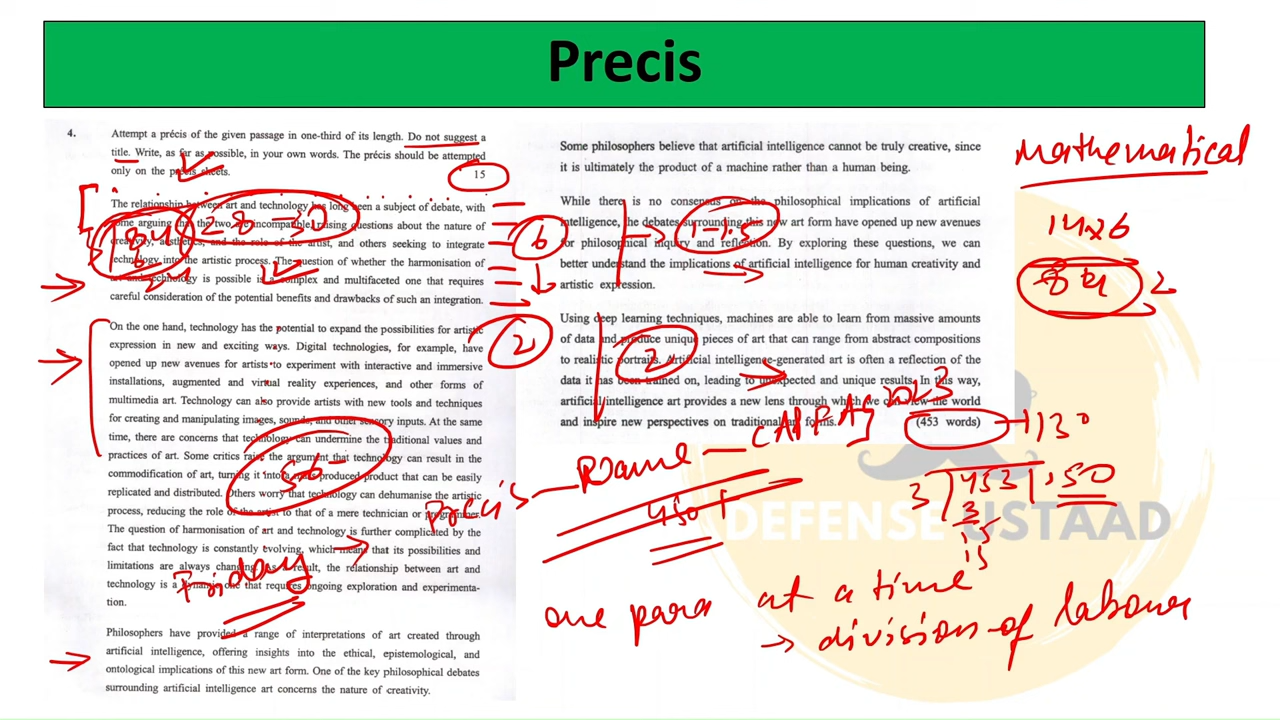 Precis
4. Attempt a précis of the given passage in one-third of its length. Do not suggest a
title. Write, as far as possible, in your own words. The précis should be attempted
only on the précis sheets.
15
The relationship between art and technology has long been a subject of debate, with
some arguing that the two are incompatible, raising questions about the nature of
creativity, aesthetics, and the role of the artist, and others seeking to integrate
technology into the artistic process. The question of whether the harmonisation of
art and technology is possible is a complex and multifaceted one that requires
careful consideration of the potential benefits and drawbacks of such an integration.
On the one hand, technology has the potential to expand the possibilities for artistic
expression in new and exciting ways. Digital technologies, for example, have
opened up new avenues for artists to experiment with interactive and immersive
installations, augmented and virtual reality experiences, and other forms of
multimedia art. Technology can also provide artists with new tools and techniques
for creating and manipulating images, sounds, and other sensory inputs. At the same
time, there are concerns that technology can undermine the traditional values and
practices of art. Some critics raise the argument that technology can result in the
commodification of art, turning it into a mass produced product that can be easily
replicated and distributed. Others worry that technology can dehumanise the artistic
process, reducing the role of the artist to that of a mere technician or programmer.
The question of harmonisation of art and technology is further complicated by the
fact that technology is constantly evolving, which means that its possibilities and
limitations are always changing. As a result, the relationship between art and
technology is a dynamic one that requires ongoing exploration and experimenta-
tion.
Philosophers have provided a range of interpretations of art created through
artificial intelligence, offering insights into the ethical, epistemological, and
ontological implications of this new art form. One of the key philosophical debates
surrounding artificial intelligence art concerns the nature of creativity.
28 → 30
6
2
5-6
Friday
Some philosophers believe that artificial intelligence cannot be truly creative, since
it is ultimately the product of a machine rather than a human being.
While there is no consensus on the philosophical implications of artificial
intelligence, the debates surrounding this new art form have opened up new avenues
for philosophical inquiry and reflection. By exploring these questions, we can
better understand the implications of artificial intelligence for human creativity and
artistic expression.
Using deep learning techniques, machines are able to learn from massive amounts
of data and produce unique pieces of art that can range from abstract compositions
to realistic portraits. Artificial intelligence-generated art is often a reflection of the
data it has been trained on, leading to unexpected and unique results. In this way,
artificial intelligence art provides a new lens through which we can view the world
and inspire new perspectives on traditional art forms.
(453 words)
2
Mathematical
14x6
84
2
2023
130
3 453 150
3
15
15
Precis
450+
one para at a time
→ division of labour
DEFENSE USTAAD